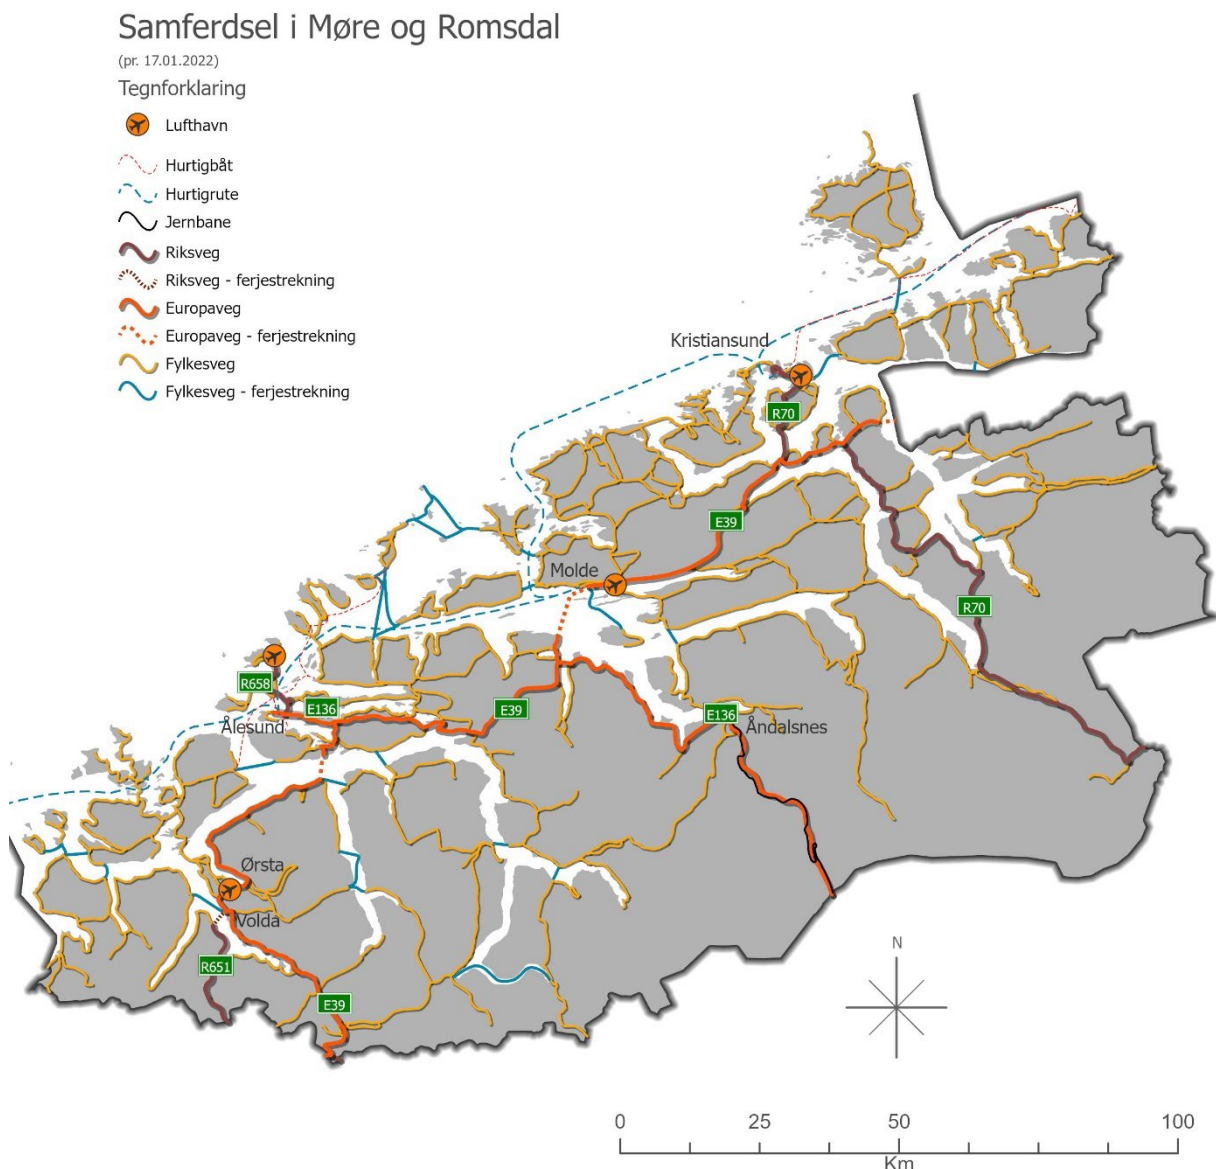 Samferdsel i Møre og Romsdal
(pr. 17.01.2022)
Tegnforklaring
Lufthavn
Hurtigbåt
Hurtigrute
Jernbane
Riksveg
Riksveg - ferjestrekning
Europaveg
Europaveg - ferjestrekning
Fylkesveg
Fylkesveg - ferjestrekning
Kristiansund
R70
E39
Molde
R70
R658
E136
E39
E136
Ålesund
Åndalsnes
Ørsta
Volda
R651
E39
N
0 25 50 100
Km